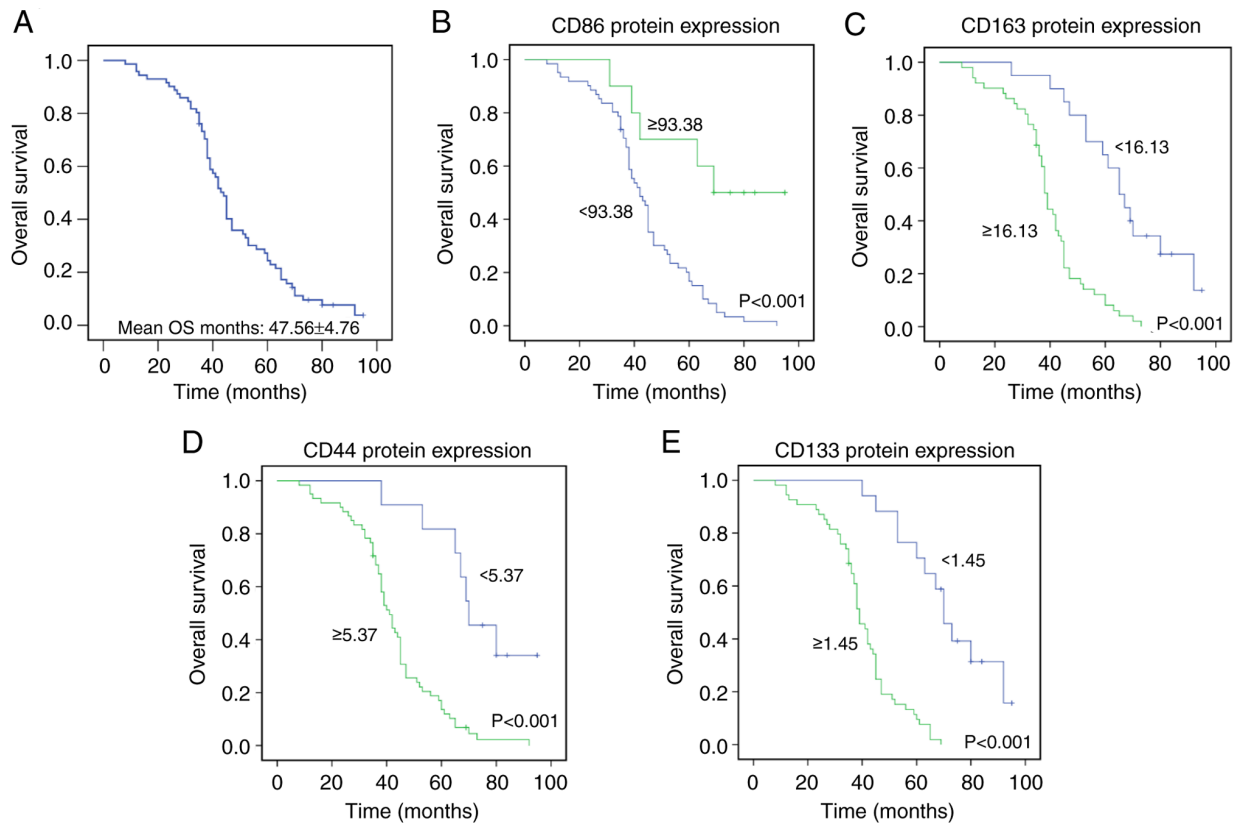 A
1.0
0.8
0.6
0.4
0.2
0.0
Overall survival
Mean OS months: 47.56±4.76
0 20 40 60 80 100
Time (months)
B
CD86 protein expression
1.0
0.8
0.6
0.4
0.2
0.0
Overall survival
≥93.38
<93.38
P<0.001
0 20 40 60 80 100
Time (months)
C
CD163 protein expression
1.0
0.8
0.6
0.4
0.2
0.0
Overall survival
<16.13
≥16.13
P<0.001
0 20 40 60 80 100
Time (months)
D
CD44 protein expression
1.0
0.8
0.6
0.4
0.2
0.0
Overall survival
<5.37
≥5.37
P<0.001
0 20 40 60 80 100
Time (months)
E
CD133 protein expression
1.0
0.8
0.6
0.4
0.2
0.0
Overall survival
<1.45
≥1.45
P<0.001
0 20 40 60 80 100
Time (months)